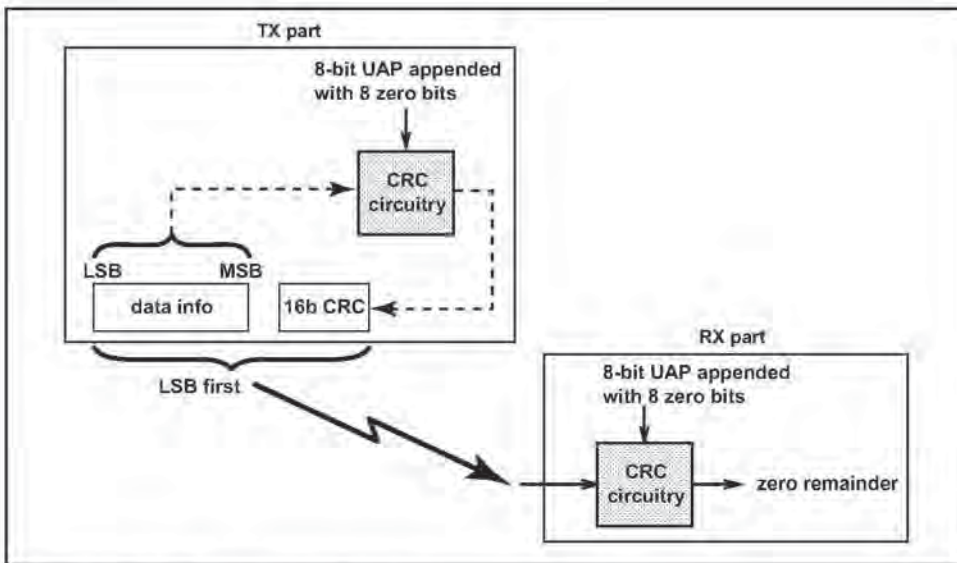 TX part
8-bit UAP appended
with 8 zero bits
CRC
circuitry
LSB
MSB
data info
16b CRC
LSB first
RX part
8-bit UAP appended
with 8 zero bits
CRC
circuitry
zero remainder